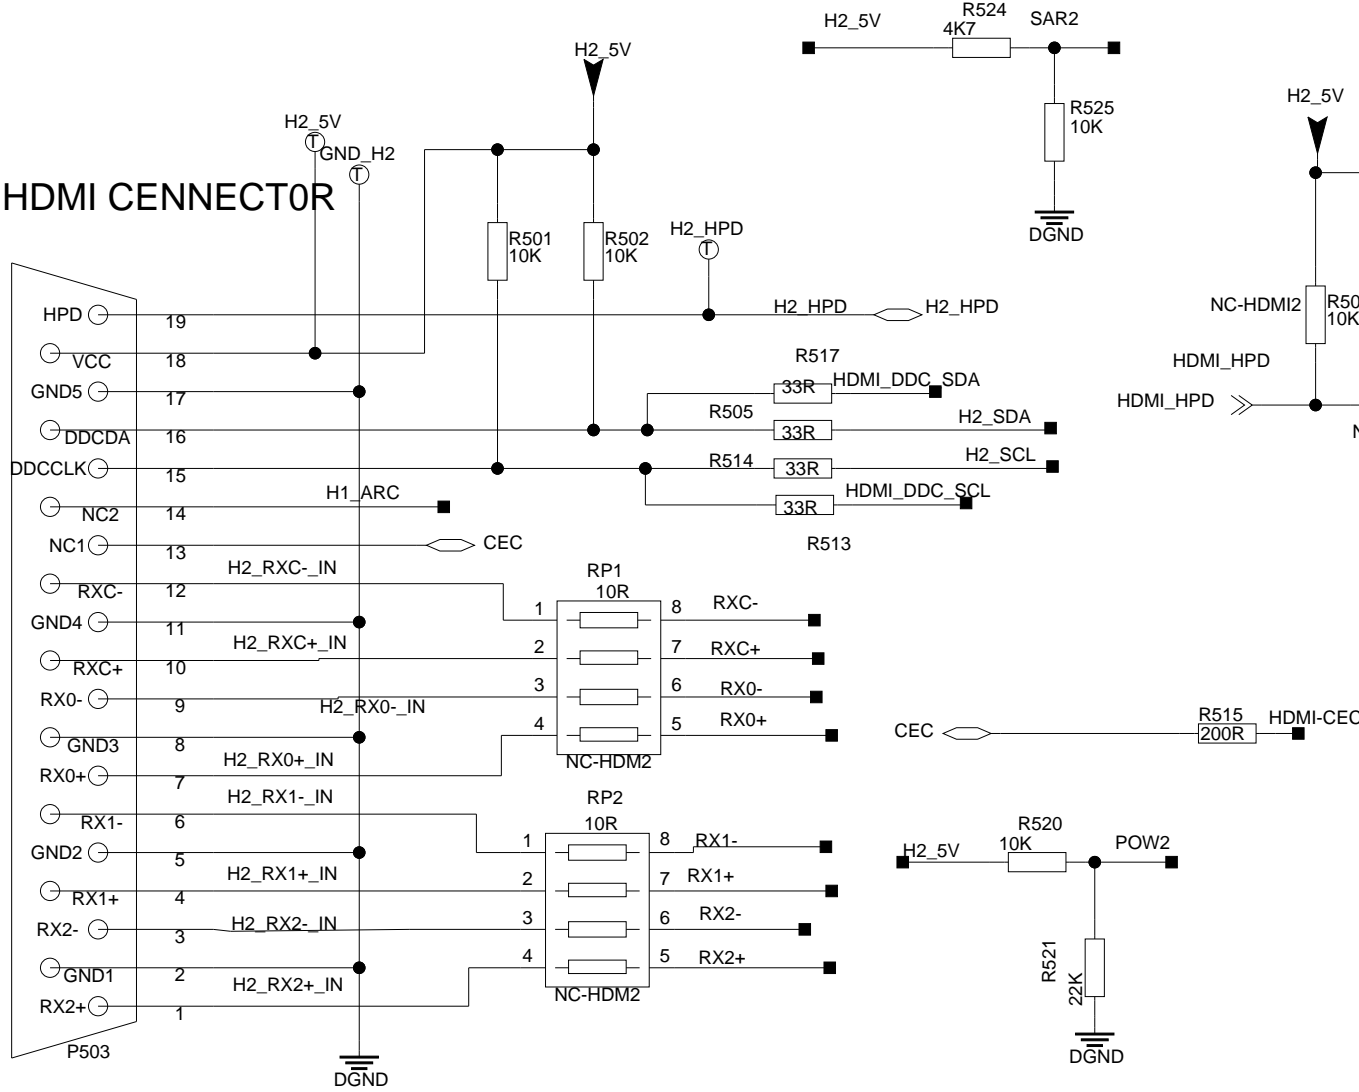 H2_5V
R524
4K7
SAR2
R525
10K
DGND
H2_5V
H2_5V
T
GND_H2
T
HDMI CENNECT0R
R501
10K
R502
10K
H2_HPD
T
H2_5V
NC-HDMI2
R50
10K
HDMI_HPD
HDMI_HPD
HPD
19
H2_HPD
H2_HPD
VCC
18
GND5
17
R517
33R
HDMI_DDC_SDA
DDCDA
16
R505
33R
H2_SDA
DDCCLK
15
R514
33R
H2_SCL
NC2
14
H1_ARC
33R
HDMI_DDC_SCL
R513
NC1
13
CEC
RXC-
12
H2_RXC-_IN
GND4
11
RXC+
10
H2_RXC+_IN
RX0-
9
H2_RX0-_IN
GND3
8
RX0+
7
H2_RX0+_IN
RX1-
6
H2_RX1-_IN
GND2
5
RX1+
4
H2_RX1+_IN
RX2-
3
H2_RX2-_IN
GND1
2
RX2+
1
H2_RX2+_IN
P503
DGND
RP1
10R
1
8
RXC-
2
7
RXC+
3
6
RX0-
4
5
RX0+
NC-HDM2
RP2
10R
1
8
RX1-
2
7
RX1+
3
6
RX2-
4
5
RX2+
NC-HDM2
CEC
R515
200R
HDMI-CEC
H2_5V
R520
10K
POW2
R521
22K
DGND